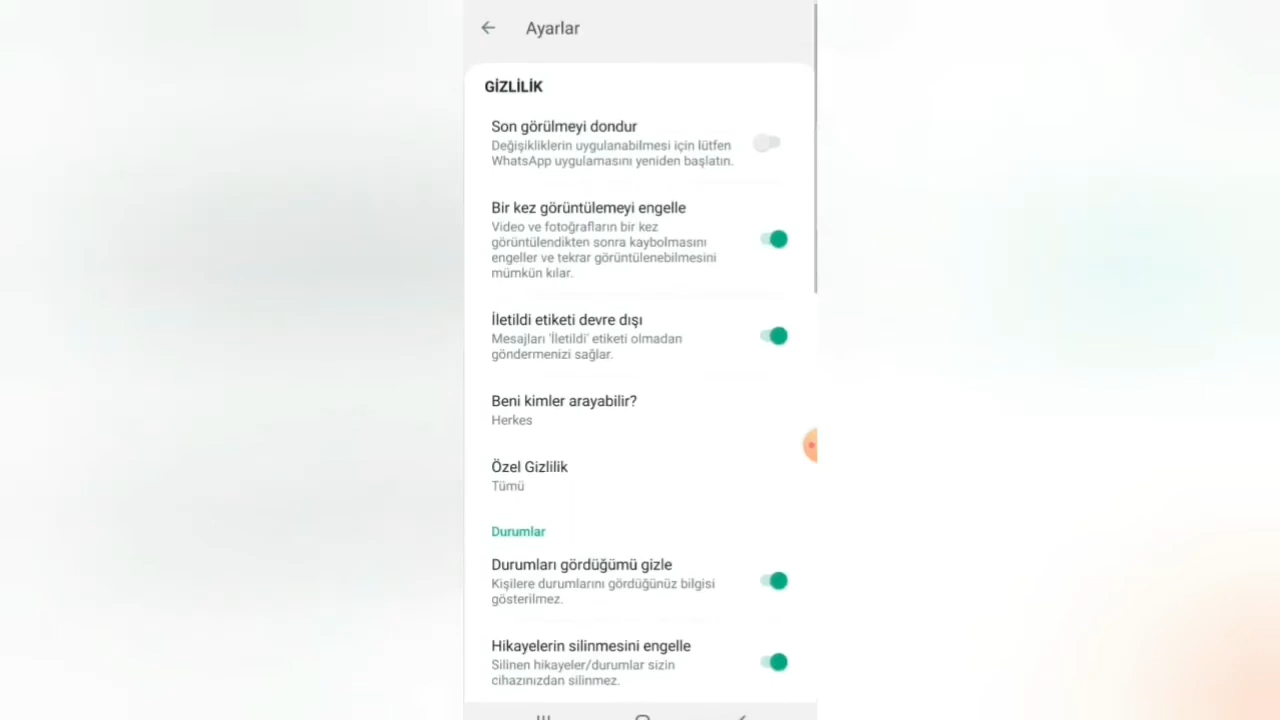 Ayarlar
GİZLİLİK
Son görülmeyi dondur
Değişikliklerin uygulanabilmesi için lütfen
WhatsApp uygulamasını yeniden başlatın.
Bir kez görüntülemeyi engelle
Video ve fotoğrafların bir kez
görüntülendikten sonra kaybolmasını
engeller ve tekrar görüntülenebilmesini
mümkün kılar.
İletildi etiketi devre dışı
Mesajları 'İletildi' etiketi olmadan
göndermenizi sağlar.
Beni kimler arayabilir?
Herkes
Özel Gizlilik
Tümü
Durumlar
Durumları gördüğümü gizle
Kişilere durumlarını gördüğünüz bilgisi
gösterilmez.
Hikayelerin silinmesini engelle
Silinen hikayeler/durumlar sizin
cihazınızdan silinmez.